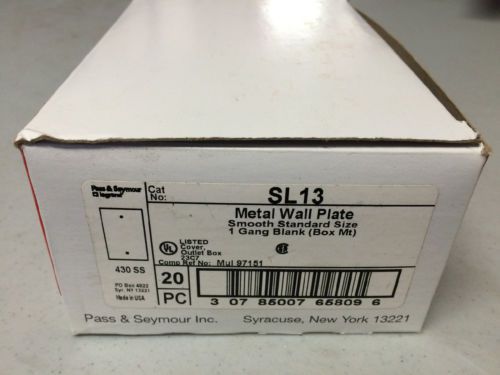 Pass & Seymour
legrand
Cat
No:
SL13
Metal Wall Plate
Smooth Standard Size
1 Gang Blank (Box Mt)
UL
LISTED
Cover,
Outlet Box
23C7
Comp Ref No: Mul 97151
430 SS
PO Box 4822
Syr. NY 13221
Made in USA
20
PC
3 07 85007 65809 6
Pass & Seymour Inc. Syracuse, New York 13221